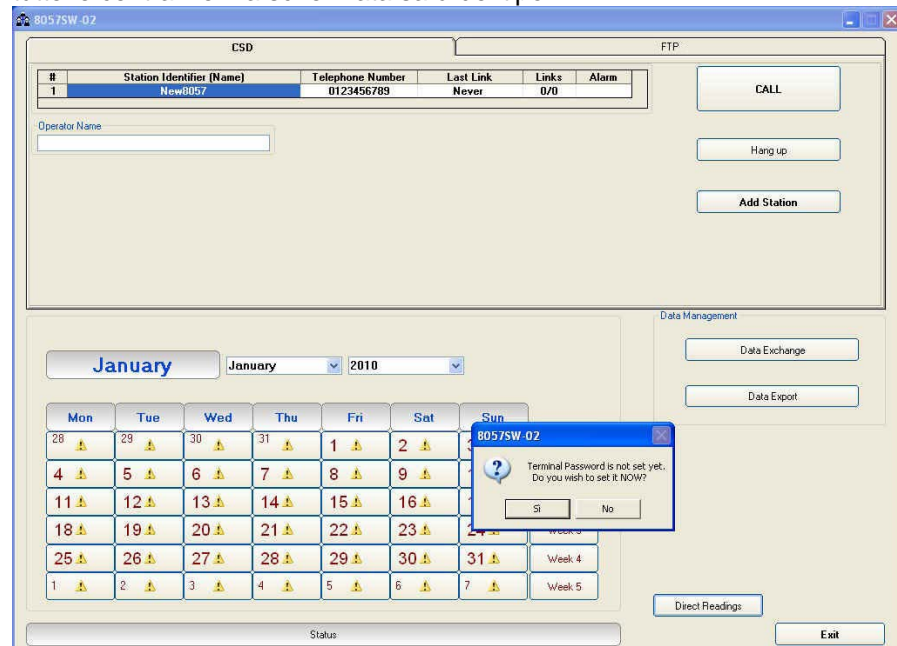 8057SW-02
CSD FTP
# Station Identifier (Name) Telephone Number Last Link Links Alarm
1 New8057 0123456789 Never 0/0
CALL
Operator Name
Hang up
Add Station
Data Management
Data Exchange
Data Export
January January 2010
Mon Tue Wed Thu Fri Sat Sun
28 29 30 31 1 2
4 5 6 7 8 9
11 12 13 14 15 16
18 19 20 21 22 23
25 26 27 28 29 30 31 Week 4
1 2 3 4 5 6 7 Week 5
8057SW-02
Terminal Password is not set yet.
Do you wish to set it NOW?
Sì No
Direct Readings
Status
Exit